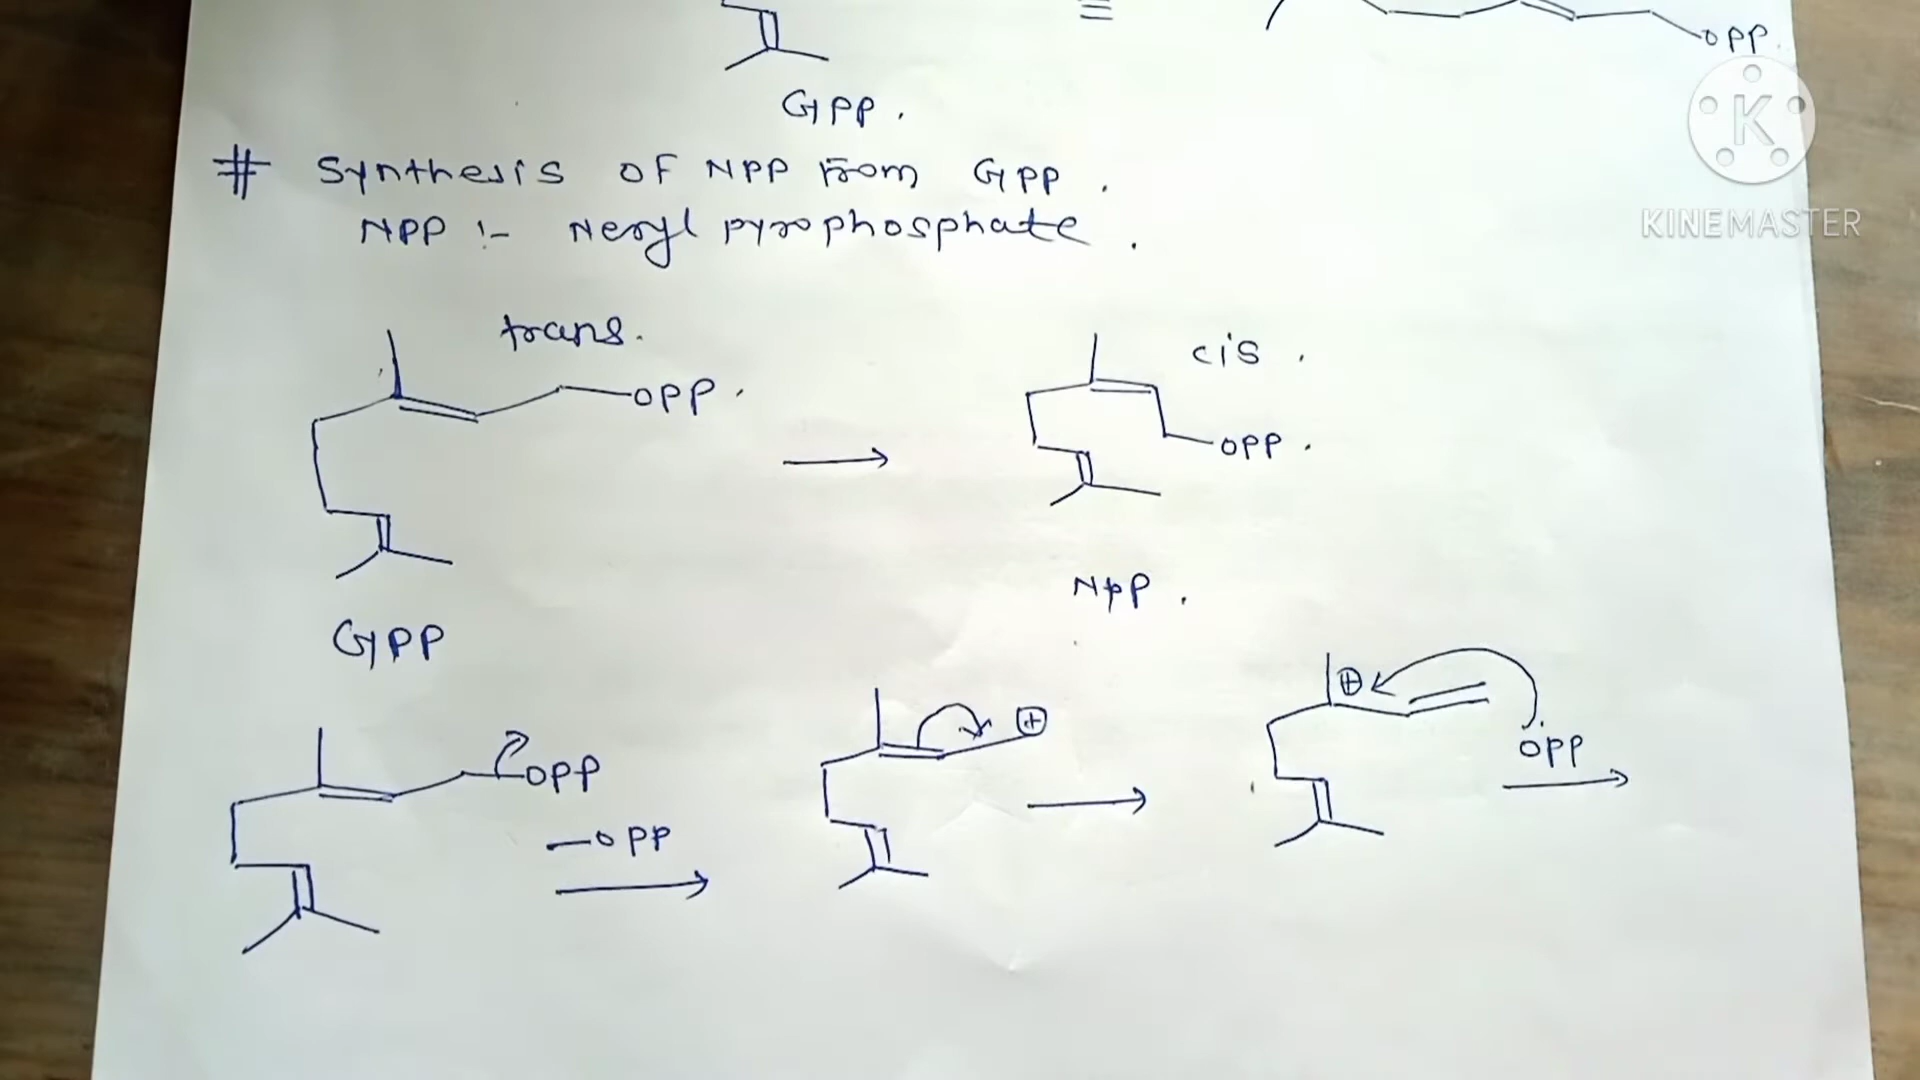 OPP.
GPP.
K
KINEMASTER
# Synthesis OF NPP From GPP.
NPP :- Neryl pyrophosphate.
trans.
cis.
OPP.
OPP.
NPP.
GPP
⊕
⊕
OPP
OPP
-OPP